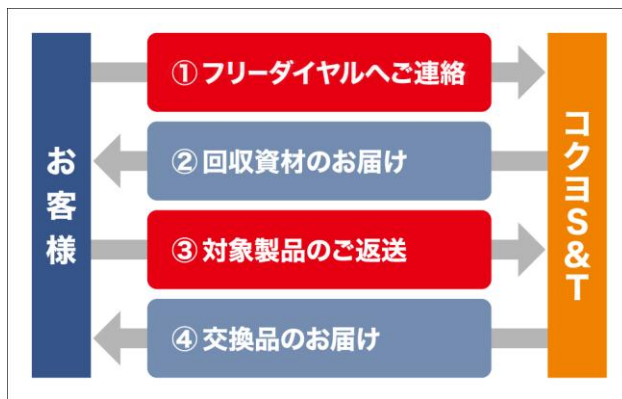 お客様
①フリーダイヤルへご連絡
②回収資材のお届け
③対象製品のご返送
④交換品のお届け
コクヨS&T